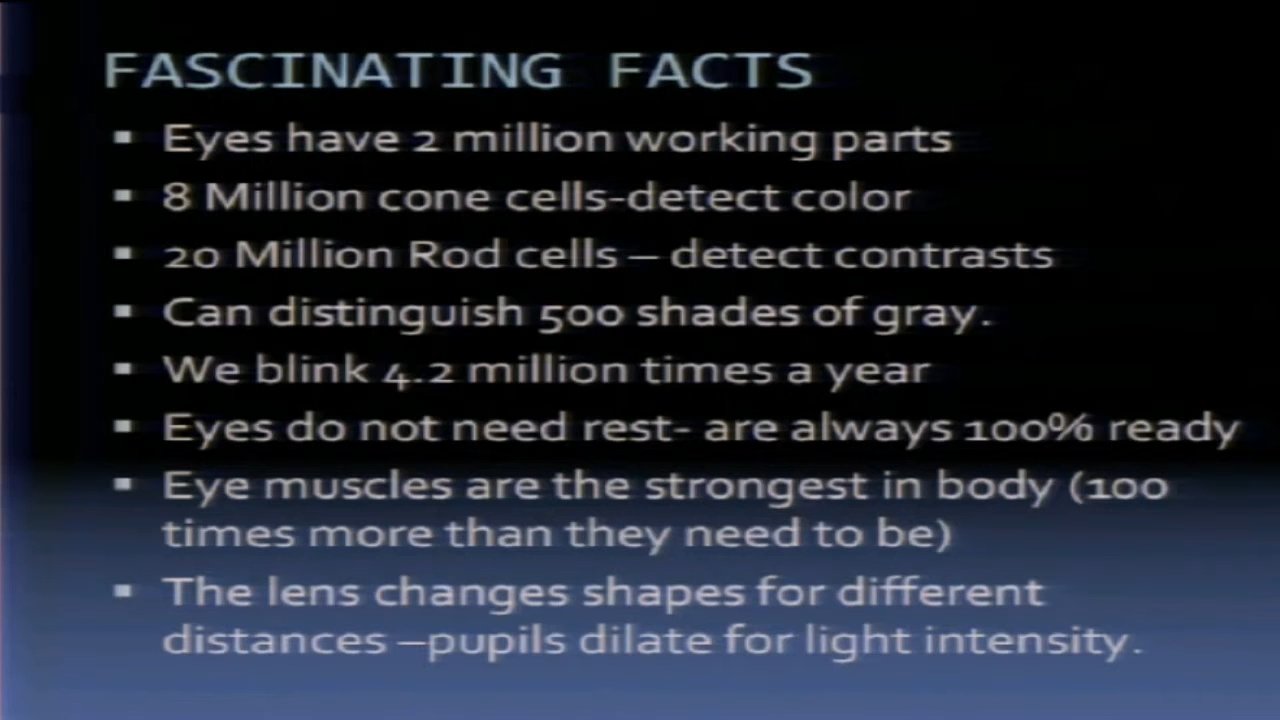 FASCINATING FACTS
▪ Eyes have 2 million working parts
▪ 8 Million cone cells-detect color
▪ 20 Million Rod cells – detect contrasts
▪ Can distinguish 500 shades of gray.
▪ We blink 4.2 million times a year
▪ Eyes do not need rest- are always 100% ready
▪ Eye muscles are the strongest in body (100
times more than they need to be)
▪ The lens changes shapes for different
distances –pupils dilate for light intensity.